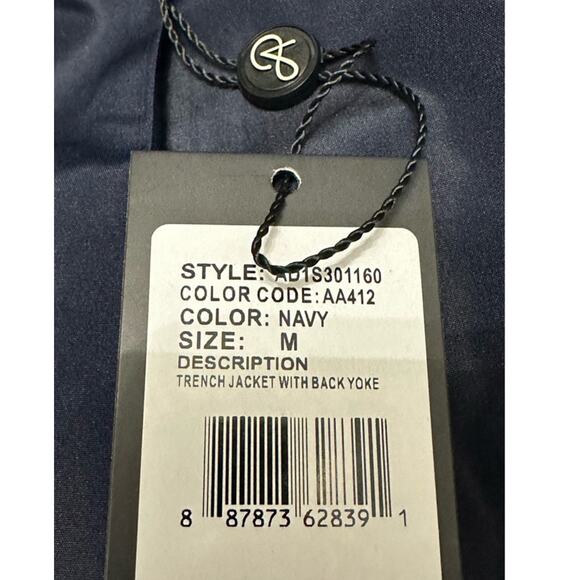 STYLE: AD1S301160
COLOR CODE: AA412
COLOR: NAVY
SIZE: M
DESCRIPTION
TRENCH JACKET WITH BACK YOKE
8 87873 62839 1